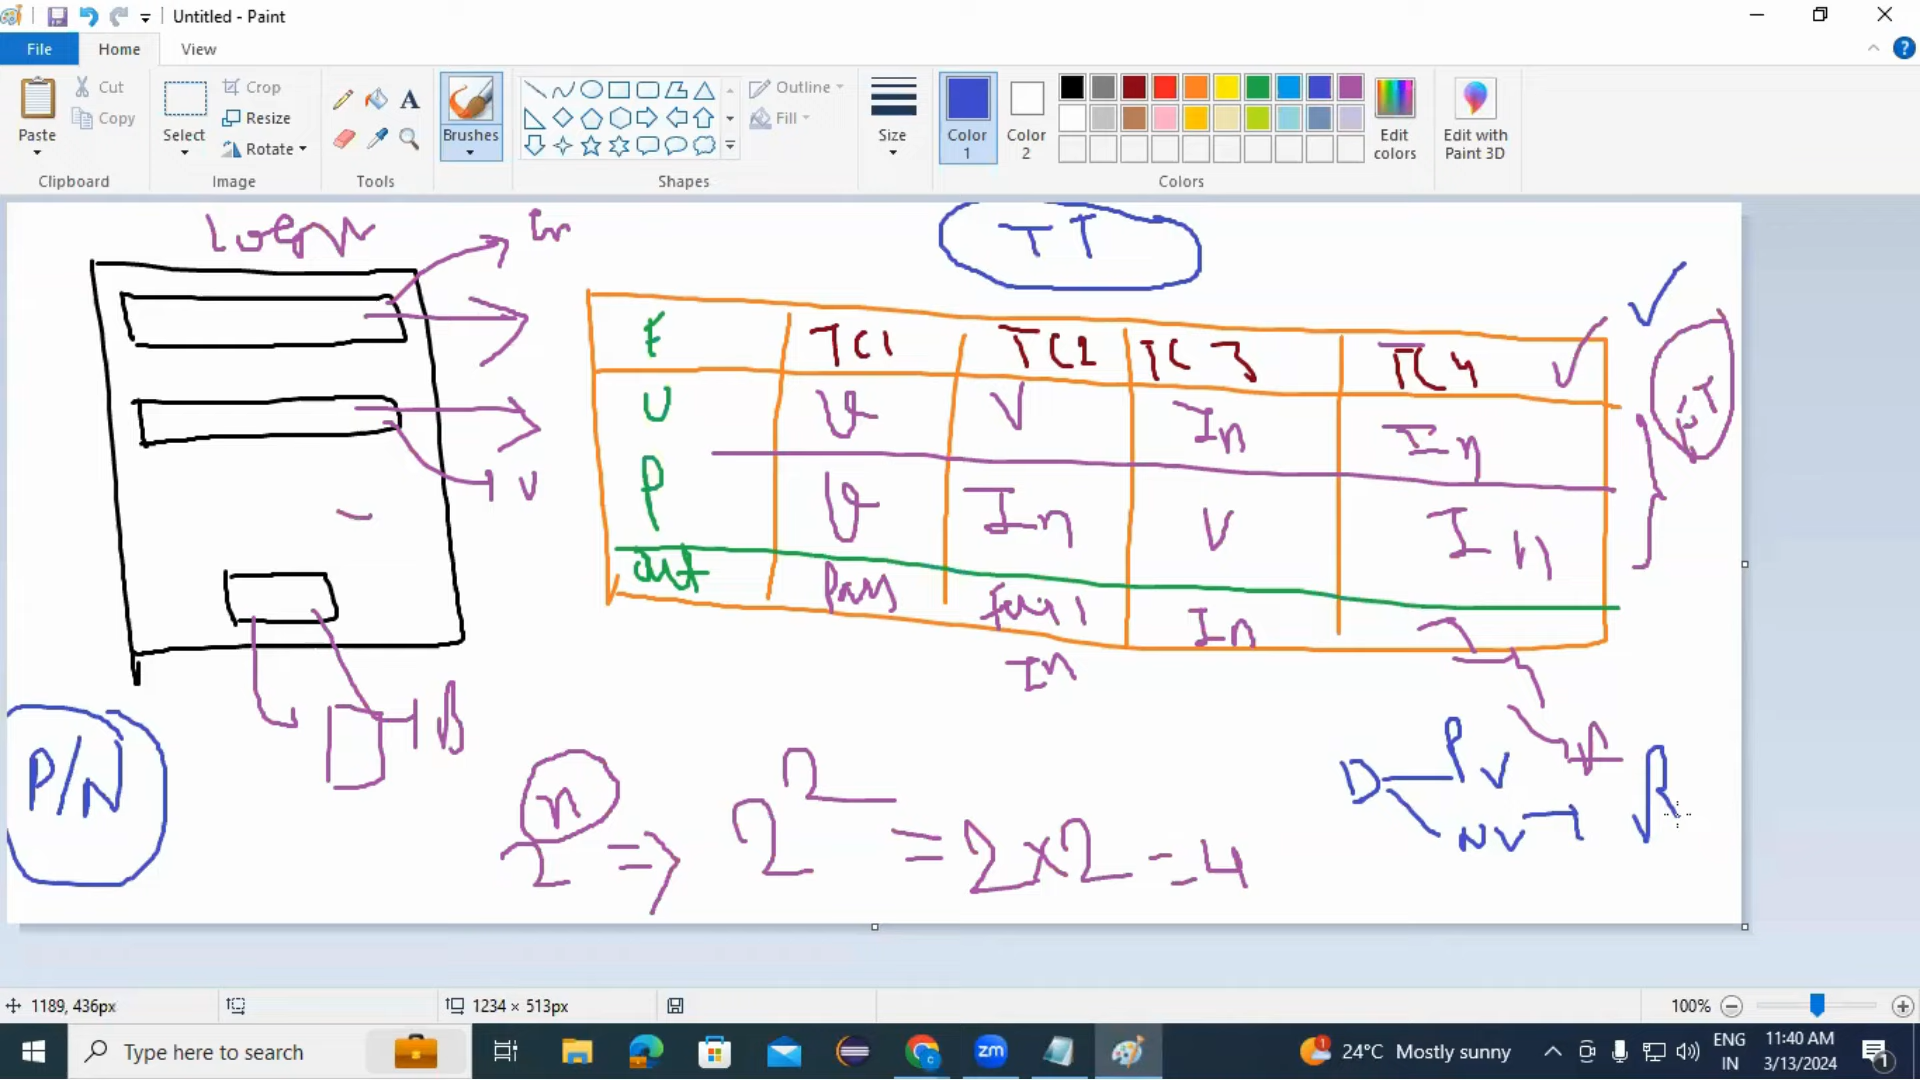 Untitled - Paint
File Home View
Cut
Copy
Paste
Clipboard
Select
Crop
Resize
Rotate
Image
Tools
Brushes
Outline
Fill
Shapes
Size
Color 1
Color 2
Edit colors
Edit with Paint 3D
Colors
Login
In
V
B
P/N
TT
F TC1 TC2 TC3 TC4
U V V In In
P V In V In
out Pass Fail In
In
2^n => 2^2 = 2x2 = 4
D P V
NV
1189, 436px
1234 × 513px
100%
Type here to search
zm
24°C Mostly sunny
ENG
IN
11:40 AM
3/13/2024
1